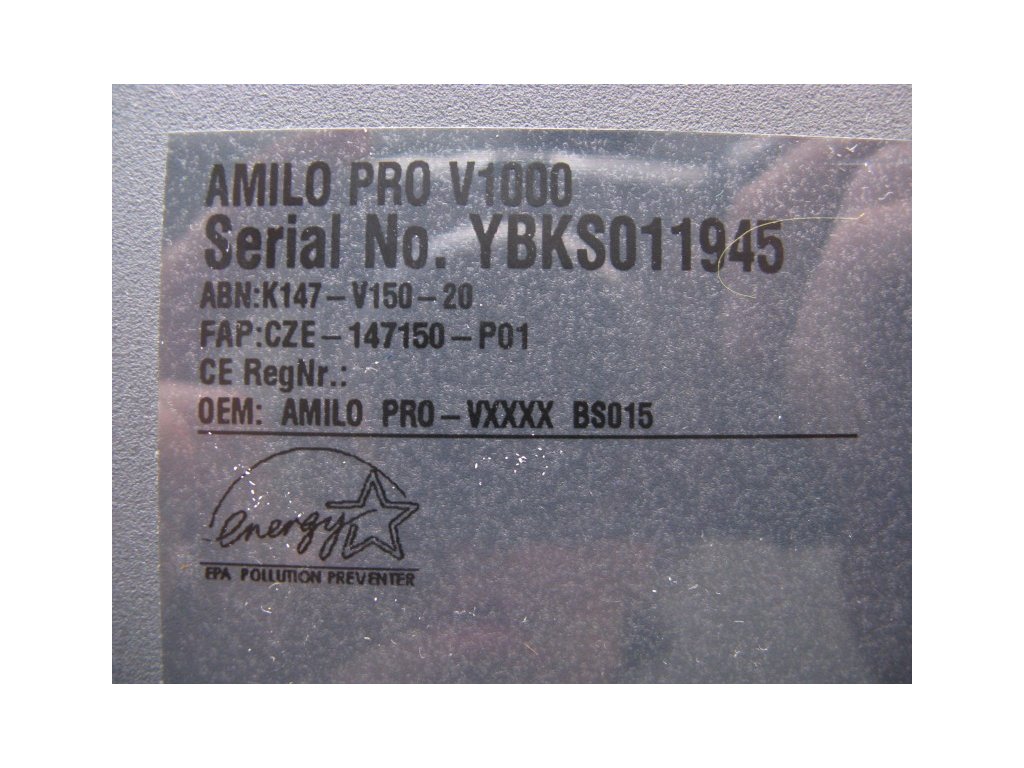 AMILO PRO V1000
Serial No. YBKS011945
ABN:K147-V150-20
FAP:CZE-147150-P01
CE RegNr.:
OEM: AMILO PRO-VXXXX BS015
energy
EPA POLLUTION PREVENTER